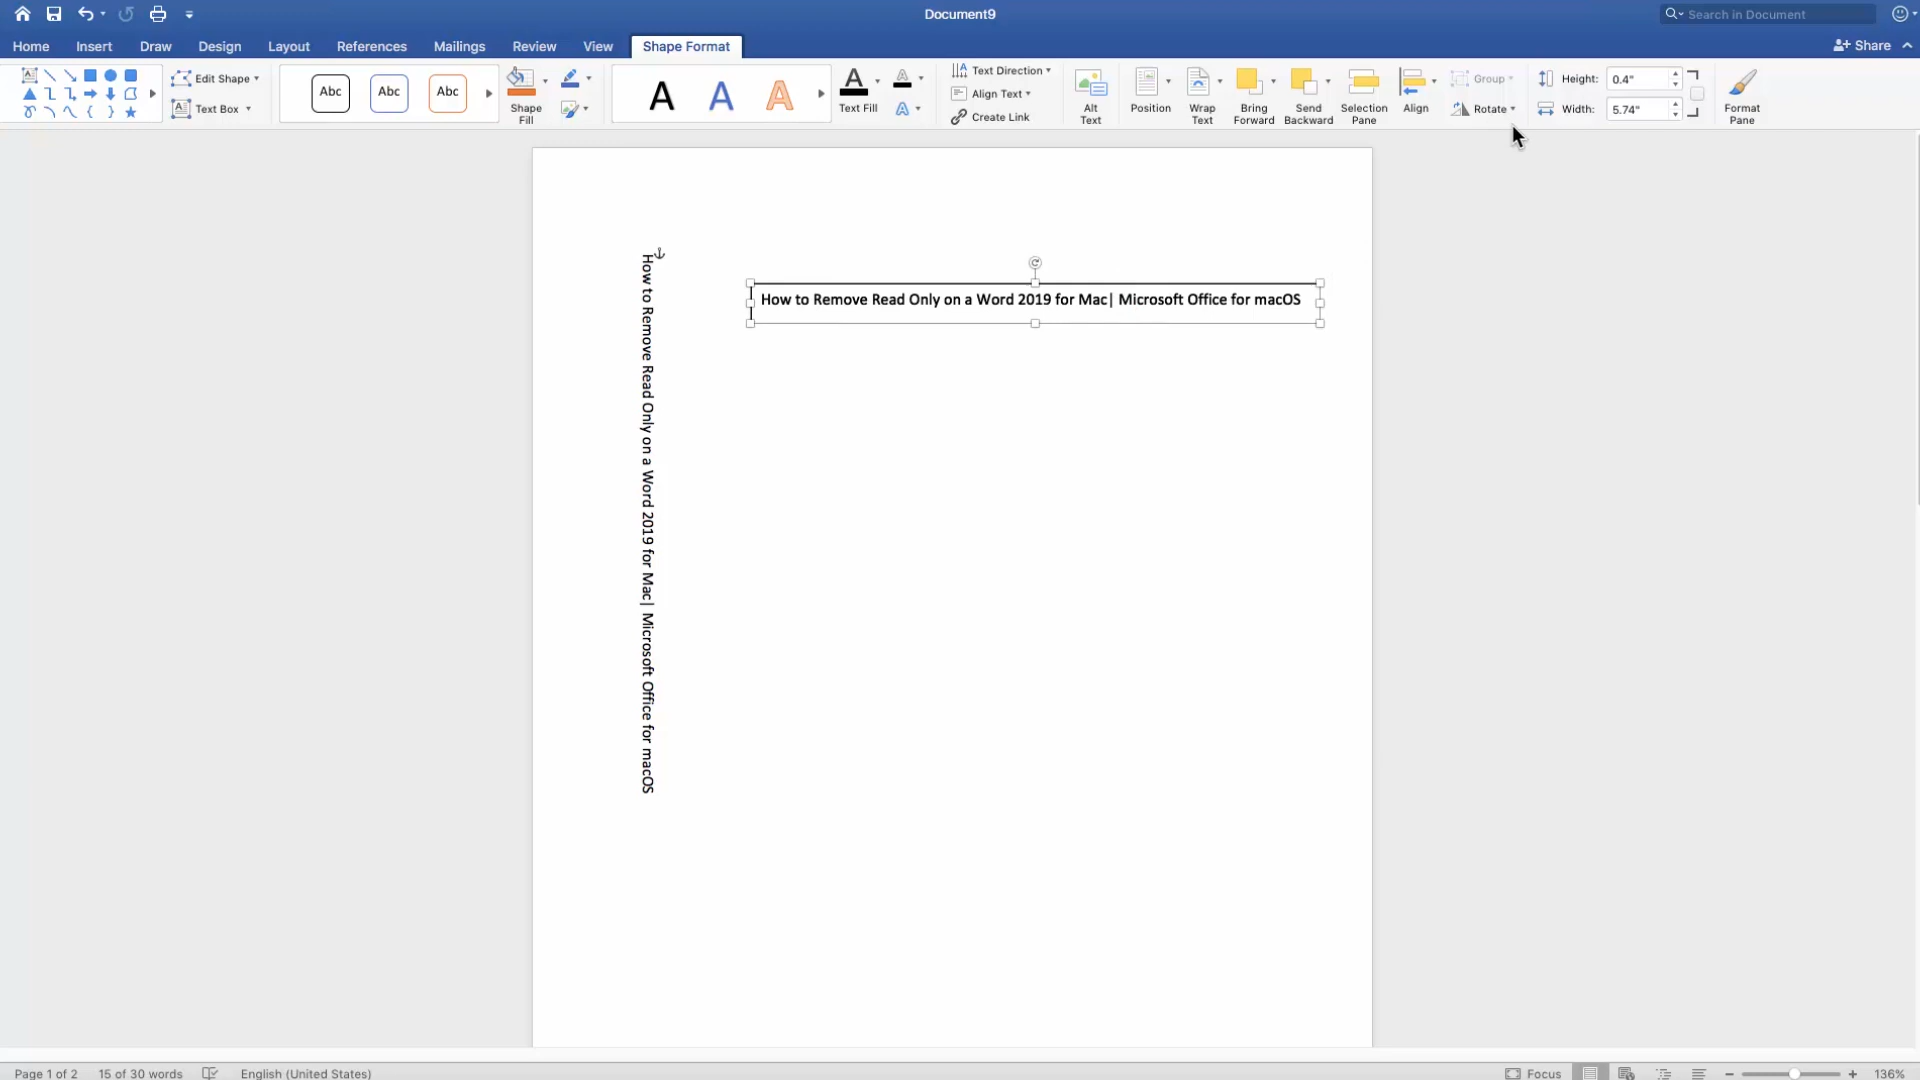 Document9
Search in Document
Home
Insert
Draw
Design
Layout
References
Mailings
Review
View
Shape Format
Share
Edit Shape
Text Box
Abc
Abc
Abc
Shape Fill
A
A
A
A
Text Fill
A
A
Text Direction
Align Text
Create Link
Alt Text
Position
Wrap Text
Bring Forward
Send Backward
Selection Pane
Align
Group
Rotate
Height: 0.4"
Width: 5.74"
Format Pane
How to Remove Read Only on a Word 2019 for Mac| Microsoft Office for macOS
How to Remove Read Only on a Word 2019 for Mac| Microsoft Office for macOS
Page 1 of 2
15 of 30 words
English (United States)
Focus
136%